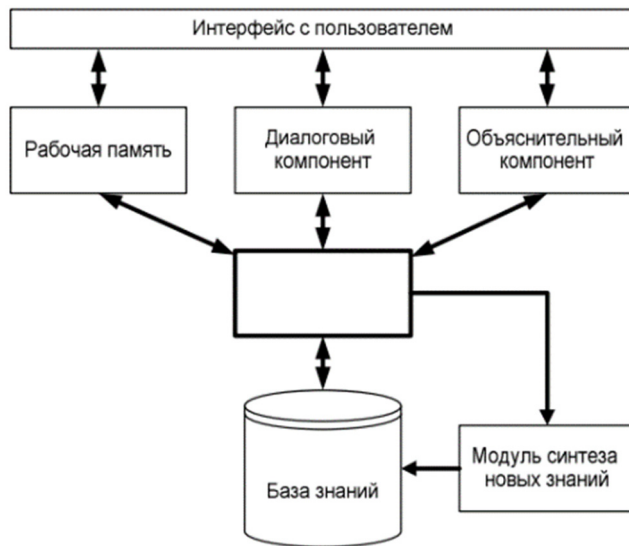 Интерфейс с пользователем
Рабочая память
Диалоговый
компонент
Объяснительный
компонент
База знаний
Модуль синтеза
новых знаний